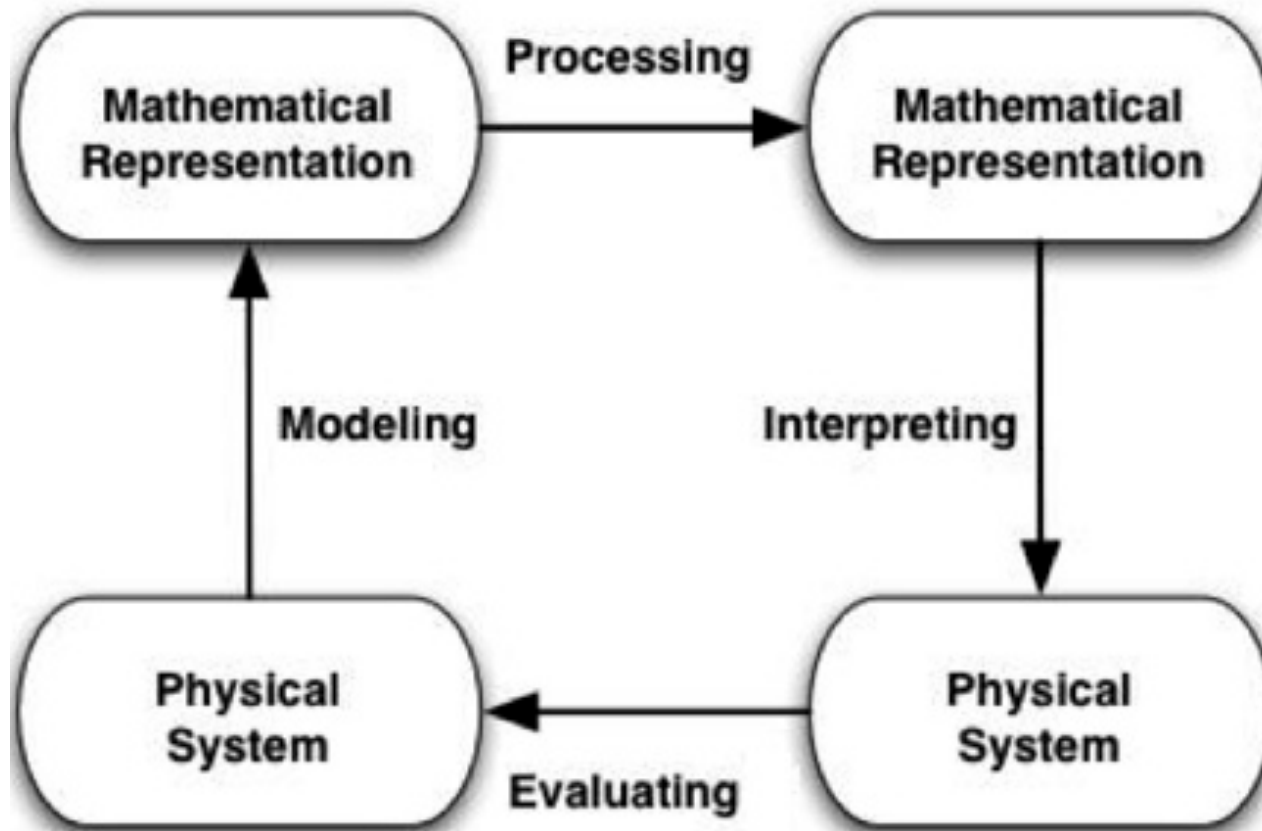 Processing
Mathematical
Representation
Mathematical
Representation
Modeling
Interpreting
Physical
System
Physical
System
Evaluating